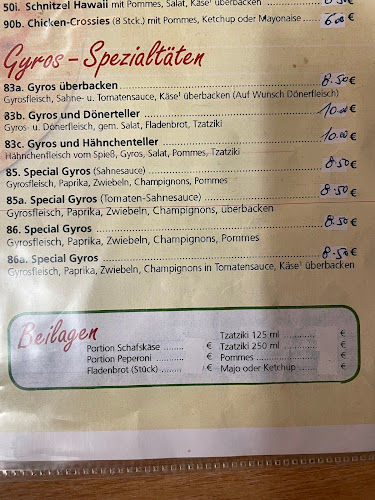 50i. Schnitzel Hawaii mit Pommes, Salat, Käse¹ überbacken
90b. Chicken-Crossies (8 Stck.) mit Pommes, Ketchup oder Mayonaise.... 6,00 €
Gyros - Spezialtäten
83a. Gyros überbacken 8.50 €
Gyrosfleisch, Sahne- u. Tomatensauce, Käse¹ überbacken (Auf Wunsch Dönerfleisch)
83b. Gyros und Dönerteller 10.00 €
Gyros- u. Dönerfleisch, gem. Salat, Fladenbrot, Tzatziki
83c. Gyros und Hähnchenteller 10.00 €
Hähnchenfleisch vom Spieß, Gyros, Salat, Pommes, Tzatziki
85. Special Gyros (Sahnesauce) 8.50 €
Gyrosfleisch, Paprika, Zwiebeln, Champignons, Pommes
85a. Special Gyros (Tomaten-Sahnesauce) 8.50 €
Gyrosfleisch, Paprika, Zwiebeln, Champignons, überbacken
86. Special Gyros 8.50 €
Gyrosfleisch, Paprika, Zwiebeln, Champignons, Pommes
86a. Special Gyros 8.50 €
Gyrosfleisch, Paprika, Zwiebeln, Champignons in Tomatensauce, Käse¹ überbacken
Beilagen
Portion Schafskäse ........ €
Portion Peperoni ........ €
Fladenbrot (Stück) ........ €
Tzatziki 125 ml ........... €
Tzatziki 250 ml ........... €
Pommes ........... €
Majo oder Ketchup ........ €